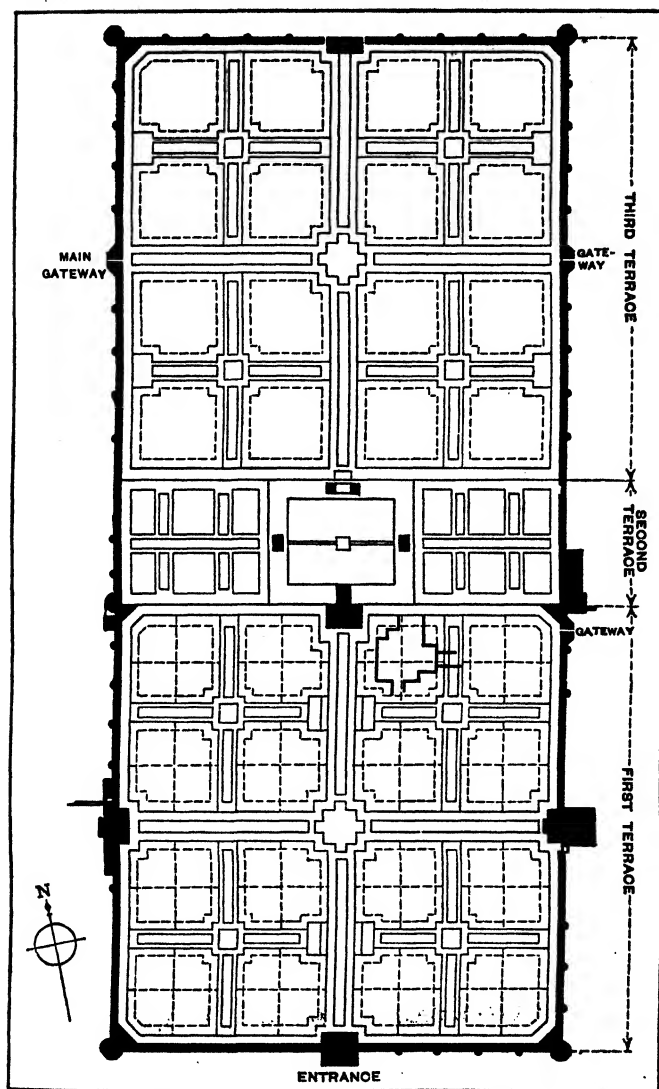 THIRD TERRACE
MAIN
GATEWAY
GATE-
WAY
SECOND
TERRACE
GATEWAY
FIRST TERRACE
N
ENTRANCE